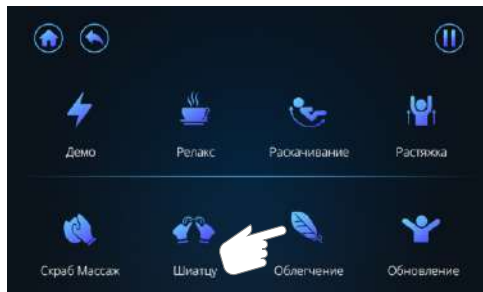 Демо Релакс Раскачивание Растяжка
Скраб Массаж Шиатцу Облегчение Обновление